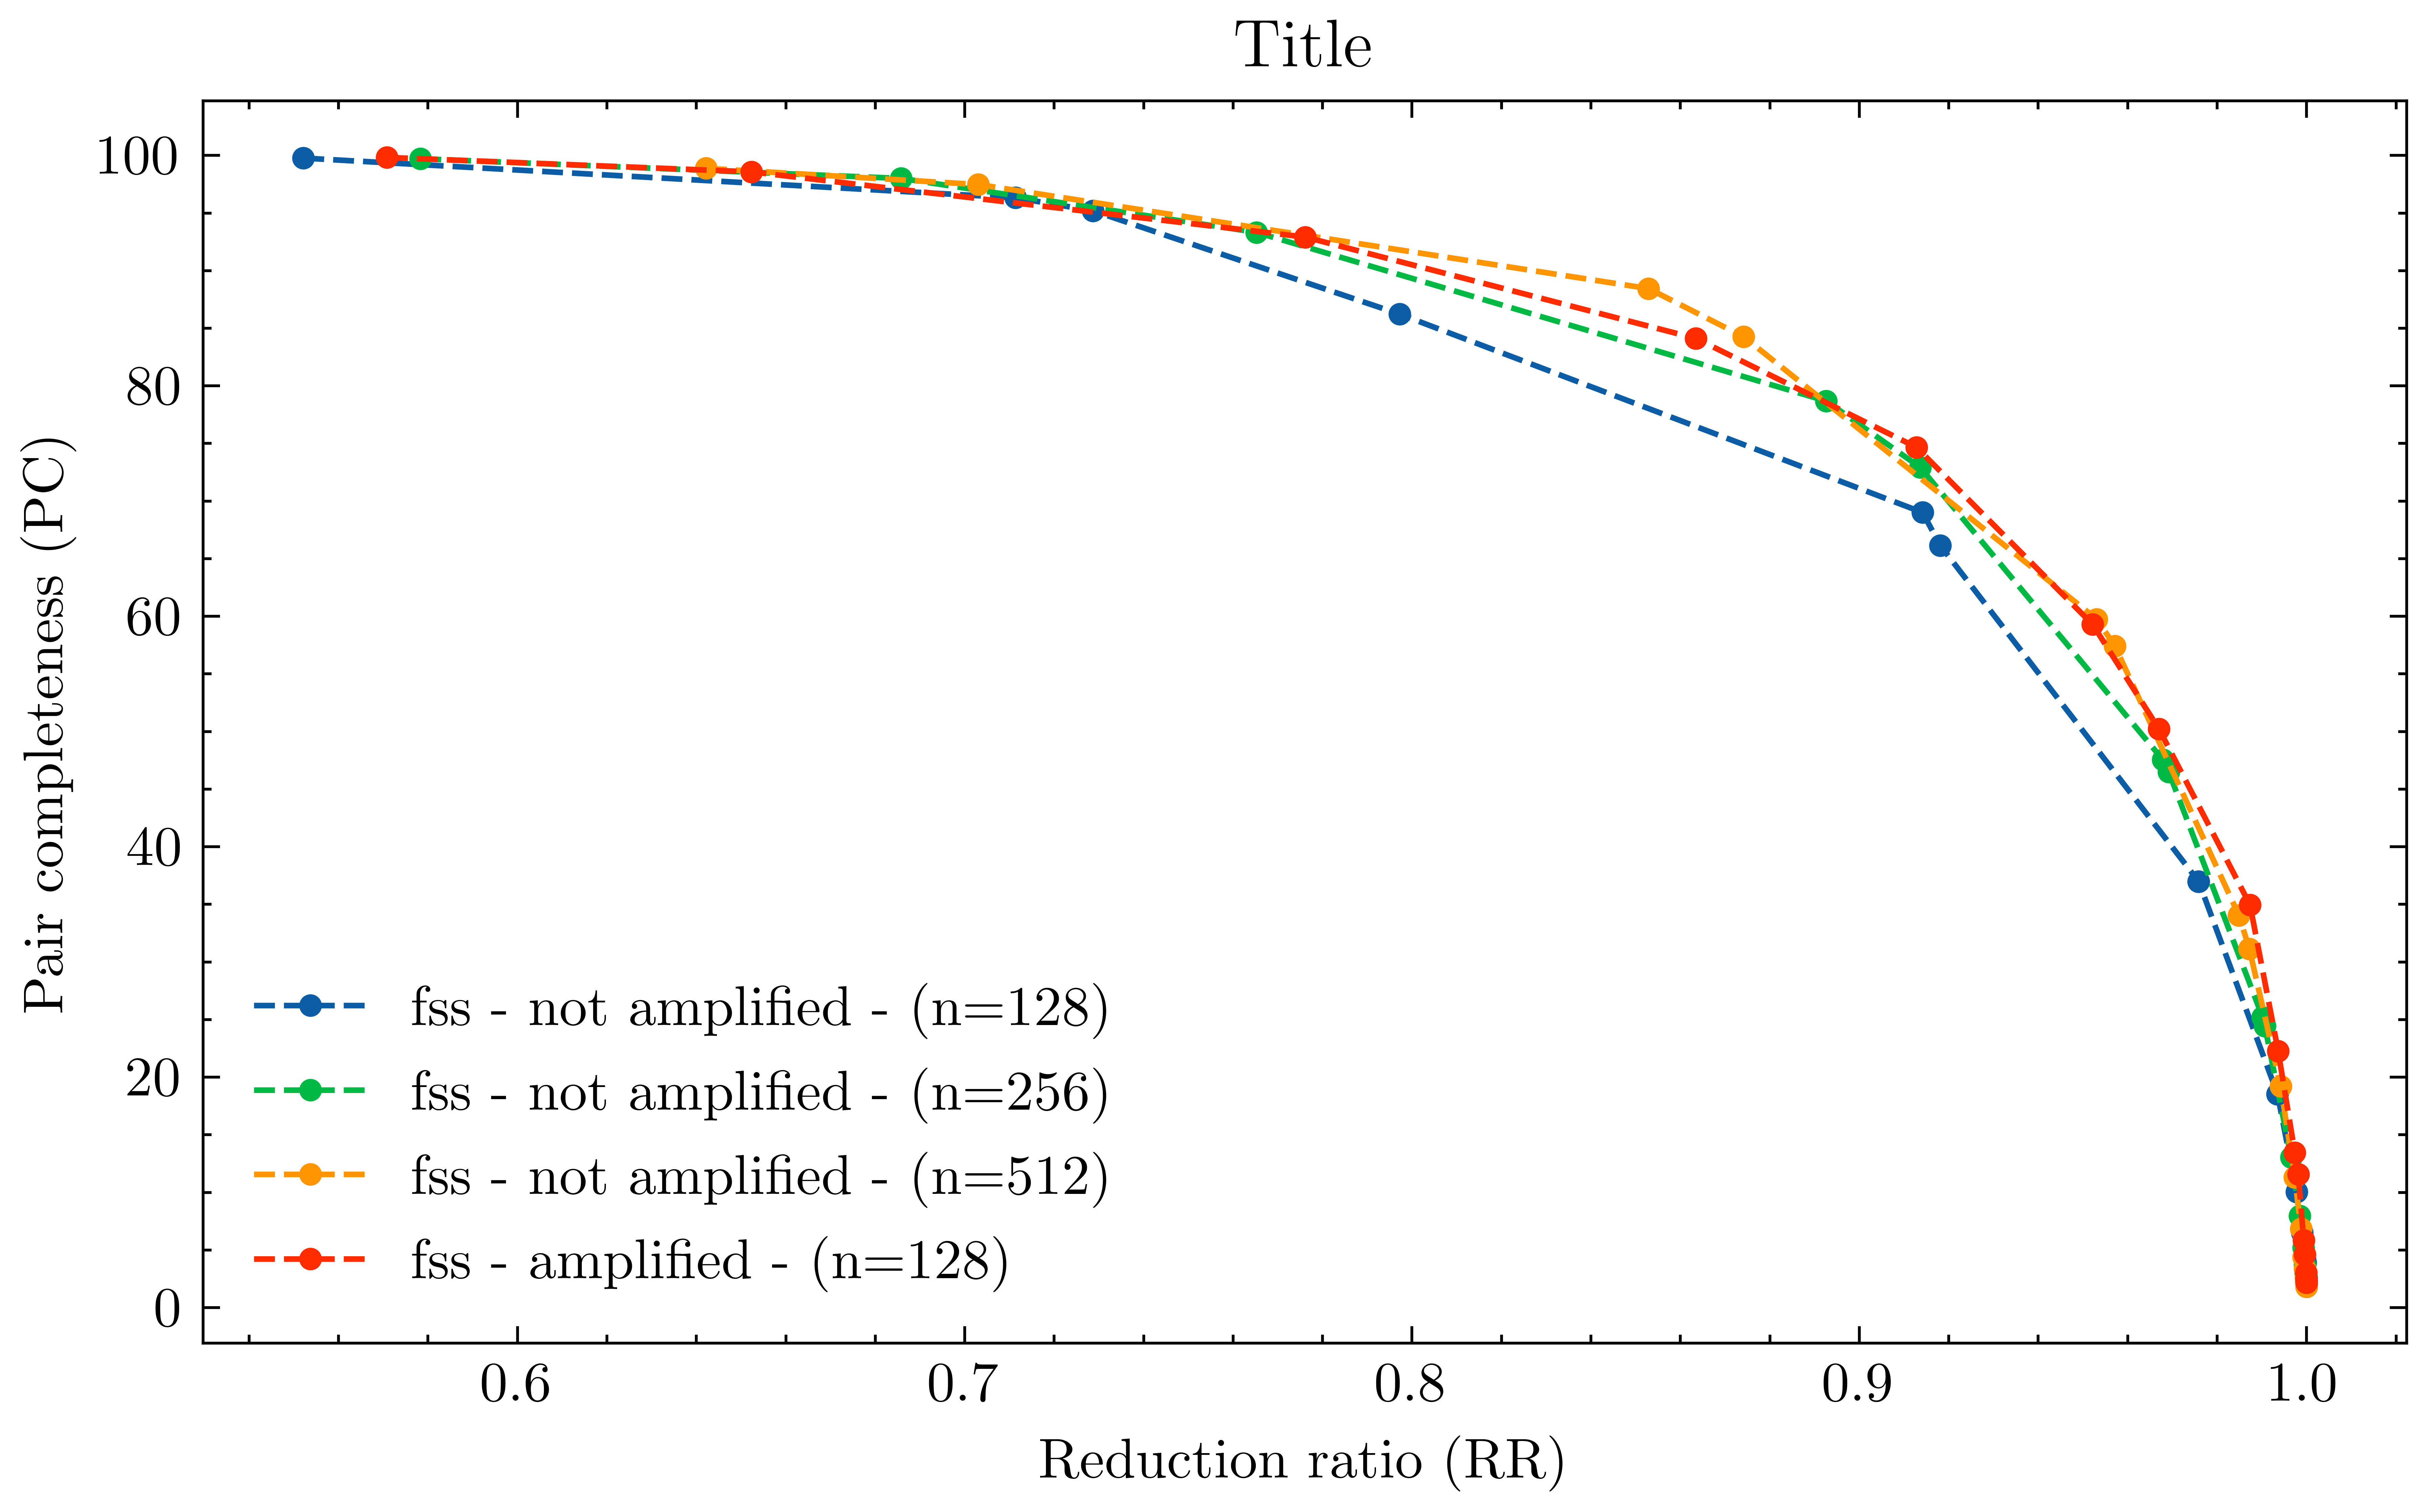 Title
Pair completeness (PC)
100
80
60
40
20
0
fss - not amplified - (n=128)
fss - not amplified - (n=256)
fss - not amplified - (n=512)
fss - amplified - (n=128)
0.6 0.7 0.8 0.9 1.0
Reduction ratio (RR)